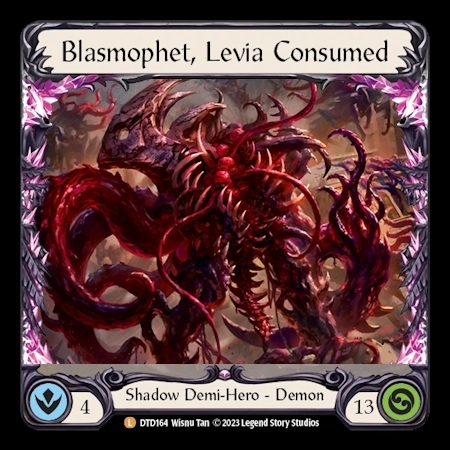 Blasmophet, Levia Consumed
4
Shadow Demi-Hero - Demon
13
L DTD164 Wisnu Tan ©2023 Legend Story Studios